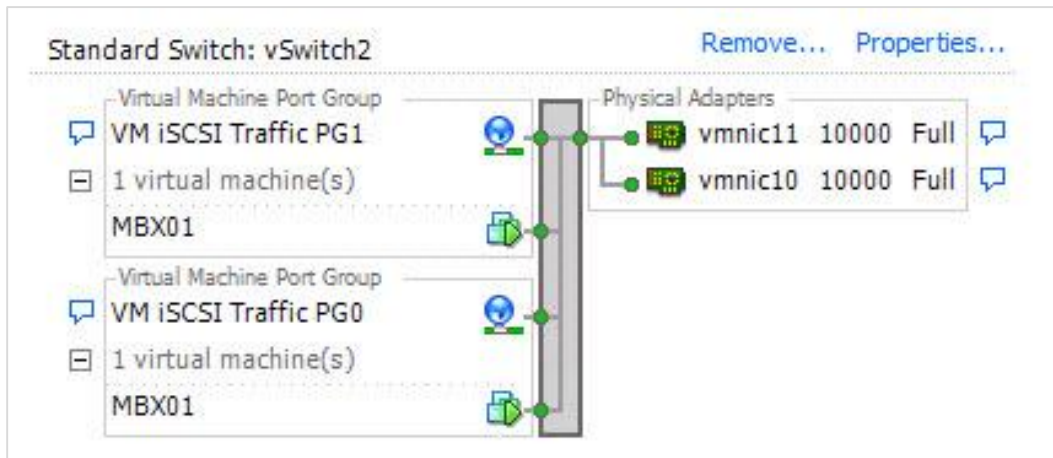 Standard Switch: vSwitch2
Remove... Properties...
Virtual Machine Port Group
VM iSCSI Traffic PG1
1 virtual machine(s)
MBX01
Virtual Machine Port Group
VM iSCSI Traffic PG0
1 virtual machine(s)
MBX01
Physical Adapters
vmnic11 10000 Full
vmnic10 10000 Full